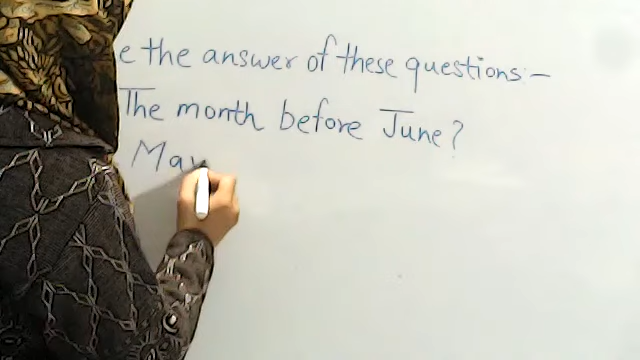 e the answer of these questions:-
The month before June?
May